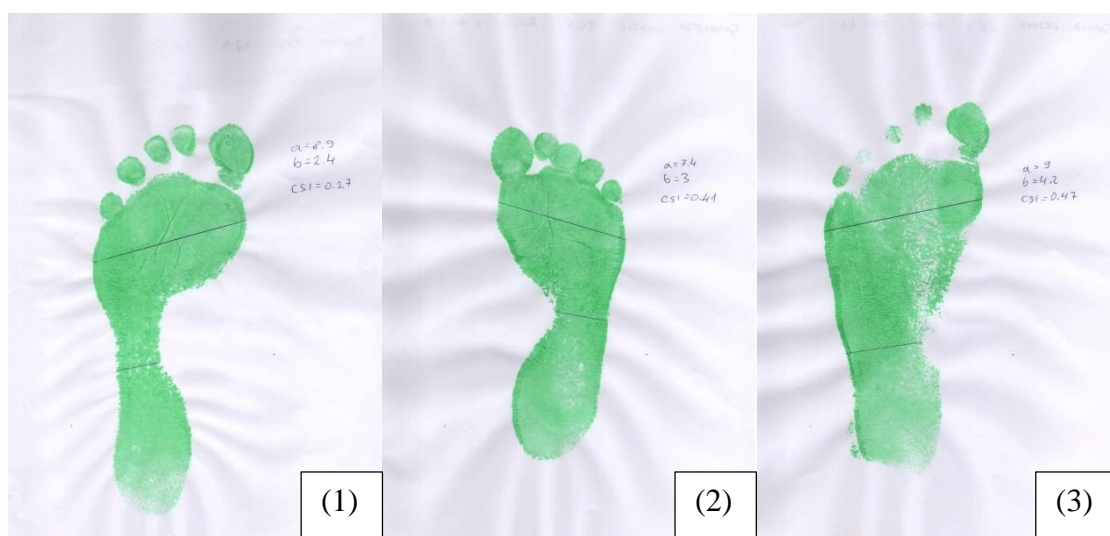 a=8.9
b=2.4
csi=0.27
a=7.4
b=3
csi=0.41
a=9
b=4.2
csi=0.47
(1)
(2)
(3)